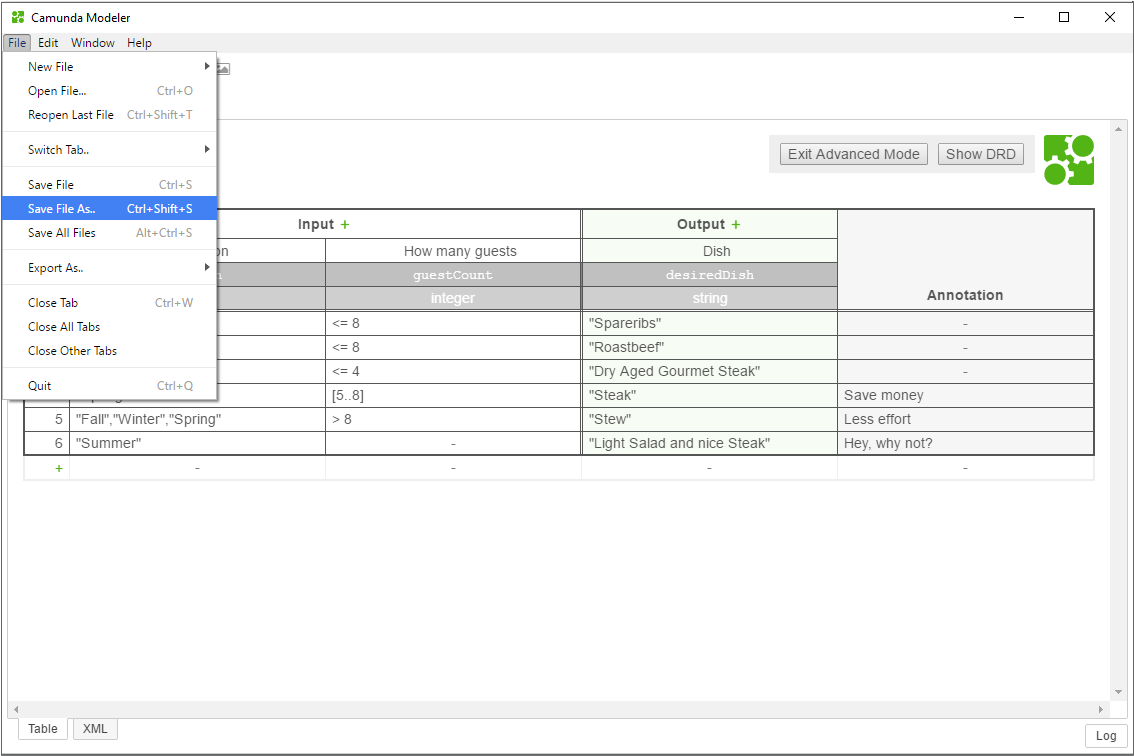 Camunda Modeler
File Edit Window Help
New File
Open File... Ctrl+O
Reopen Last File Ctrl+Shift+T
Switch Tab..
Save File Ctrl+S
Save File As.. Ctrl+Shift+S
Save All Files Alt+Ctrl+S
Export As..
Close Tab Ctrl+W
Close All Tabs
Close Other Tabs
Quit Ctrl+Q
Exit Advanced Mode Show DRD
Input + Output +
on How many guests Dish
guestCount desiredDish
integer string Annotation
<= 8 "Spareribs" -
<= 8 "Roastbeef" -
<= 4 "Dry Aged Gourmet Steak" -
[5..8] "Steak" Save money
5 "Fall","Winter","Spring" > 8 "Stew" Less effort
6 "Summer" - "Light Salad and nice Steak" Hey, why not?
+ - - - -
Table XML
Log